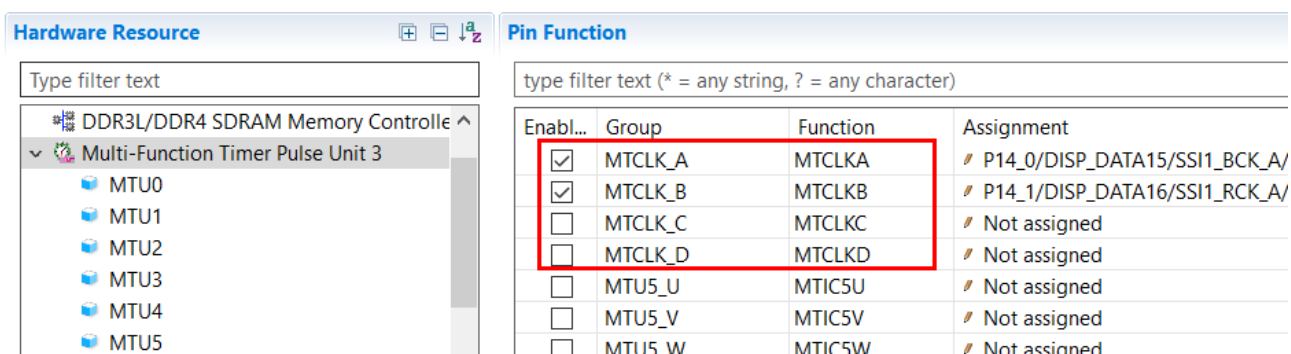 Hardware Resource
Type filter text
DDR3L/DDR4 SDRAM Memory Controlle
Multi-Function Timer Pulse Unit 3
MTU0
MTU1
MTU2
MTU3
MTU4
MTU5
Pin Function
type filter text (* = any string, ? = any character)
Enabl... Group Function Assignment
MTCLK_A MTCLKA P14_0/DISP_DATA15/SSI1_BCK_A/
MTCLK_B MTCLKB P14_1/DISP_DATA16/SSI1_RCK_A/
MTCLK_C MTCLKC Not assigned
MTCLK_D MTCLKD Not assigned
MTU5_U MTIC5U Not assigned
MTU5_V MTIC5V Not assigned
MTU5_W MTIC5W Not assigned